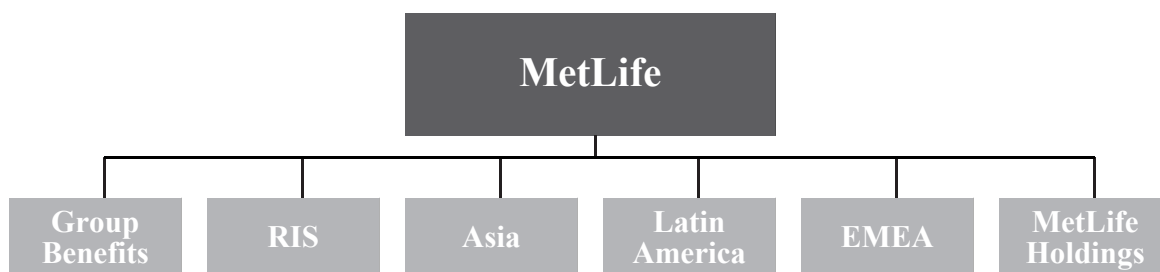 MetLife
Group
Benefits
RIS
Asia
Latin
America
EMEA
MetLife
Holdings